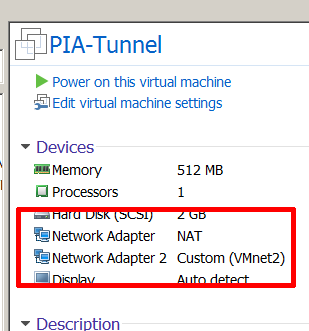 PIA-Tunnel
Power on this virtual machine
Edit virtual machine settings
Devices
Memory 512 MB
Processors 1
Hard Disk (SCSI) 2 GB
Network Adapter NAT
Network Adapter 2 Custom (VMnet2)
Display Auto detect
Description